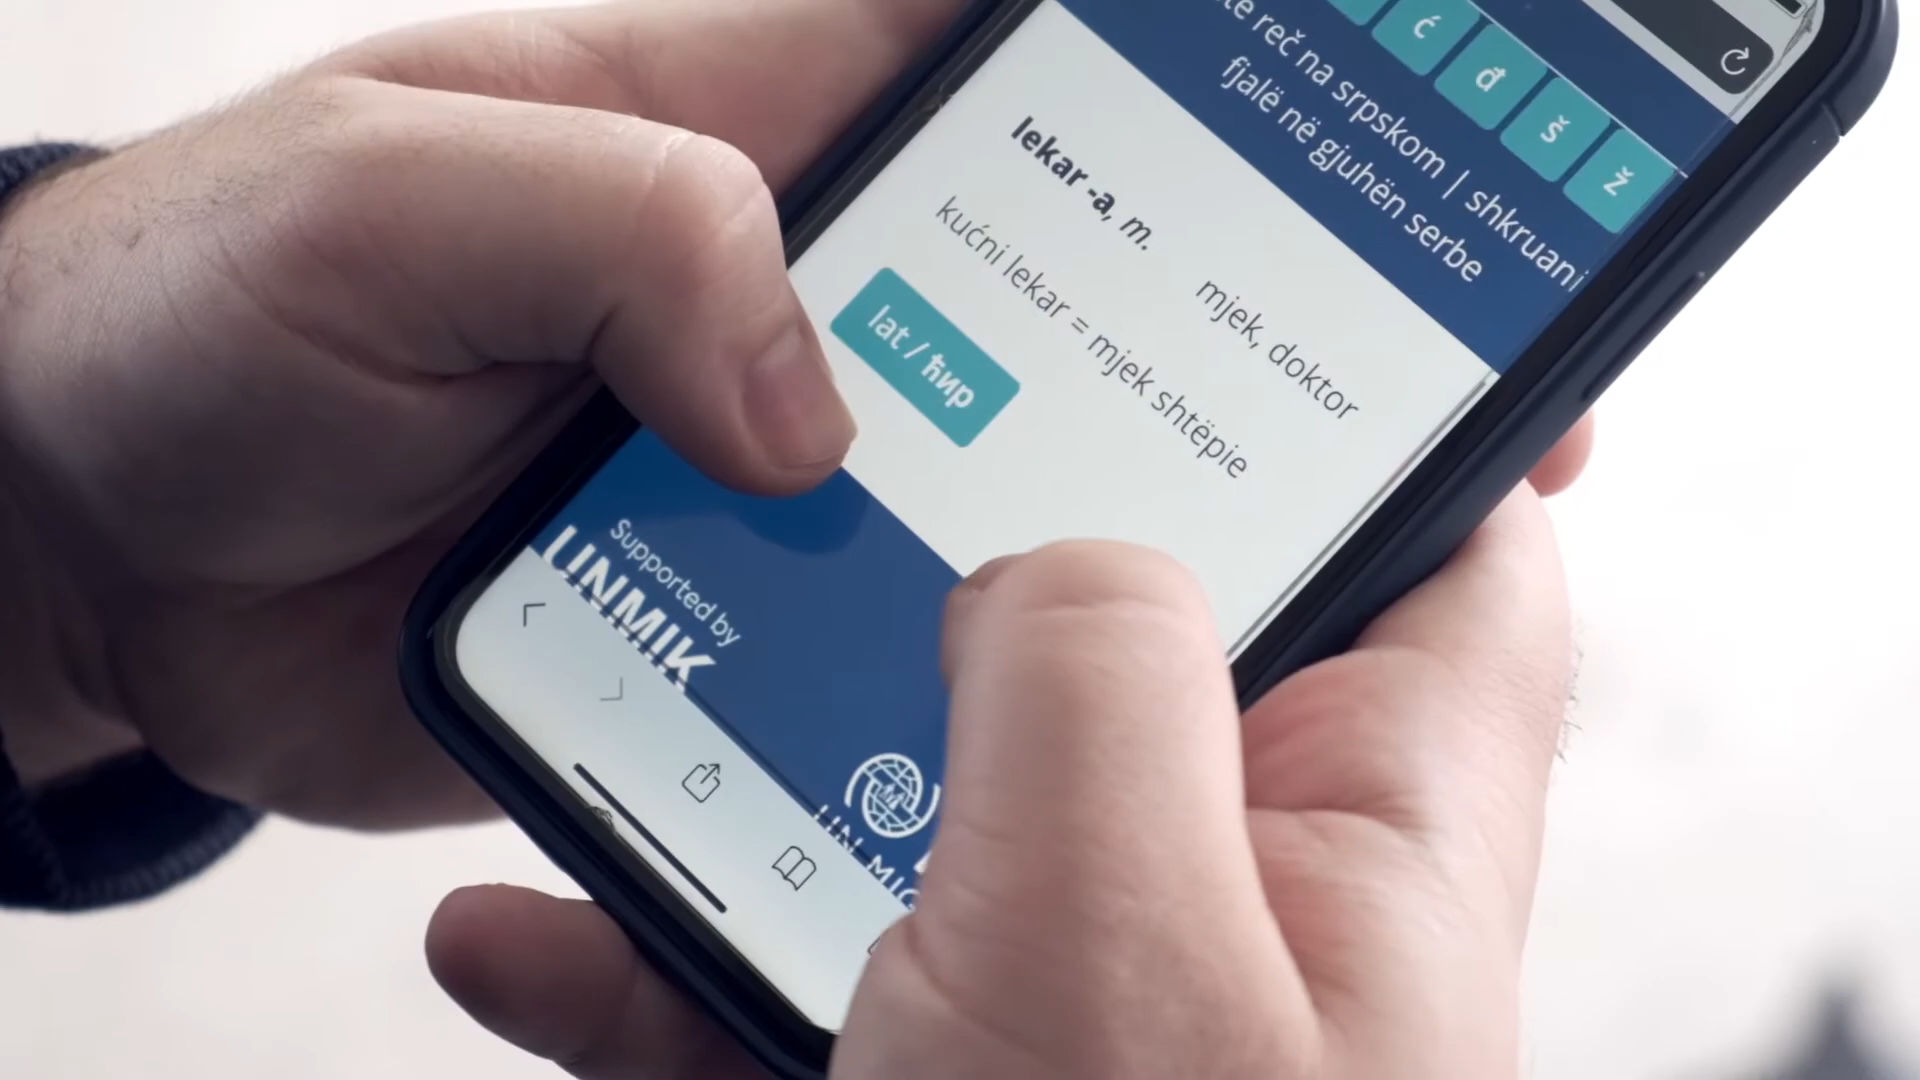 ć đ š ž
reč na srpskom | shkruani
fjalë në gjuhën serbe
lekar -a, m.
mjek, doktor
kućni lekar = mjek shtëpie
lat / ћир
Supported by
UNMIK
UN